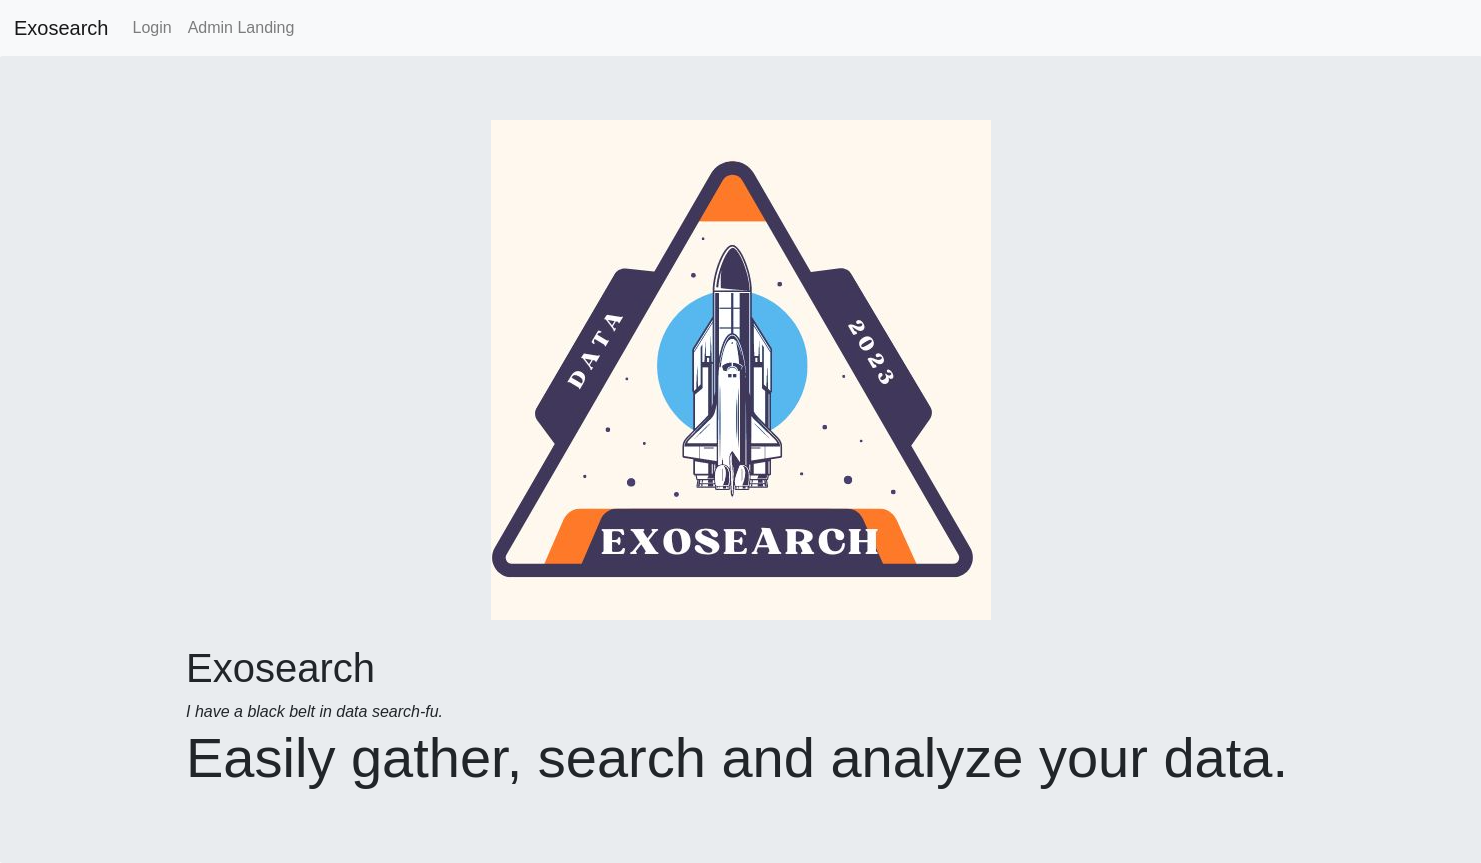 Exosearch Login Admin Landing
DATA
2023
EXOSEARCH
Exosearch
I have a black belt in data search-fu.
Easily gather, search and analyze your data.